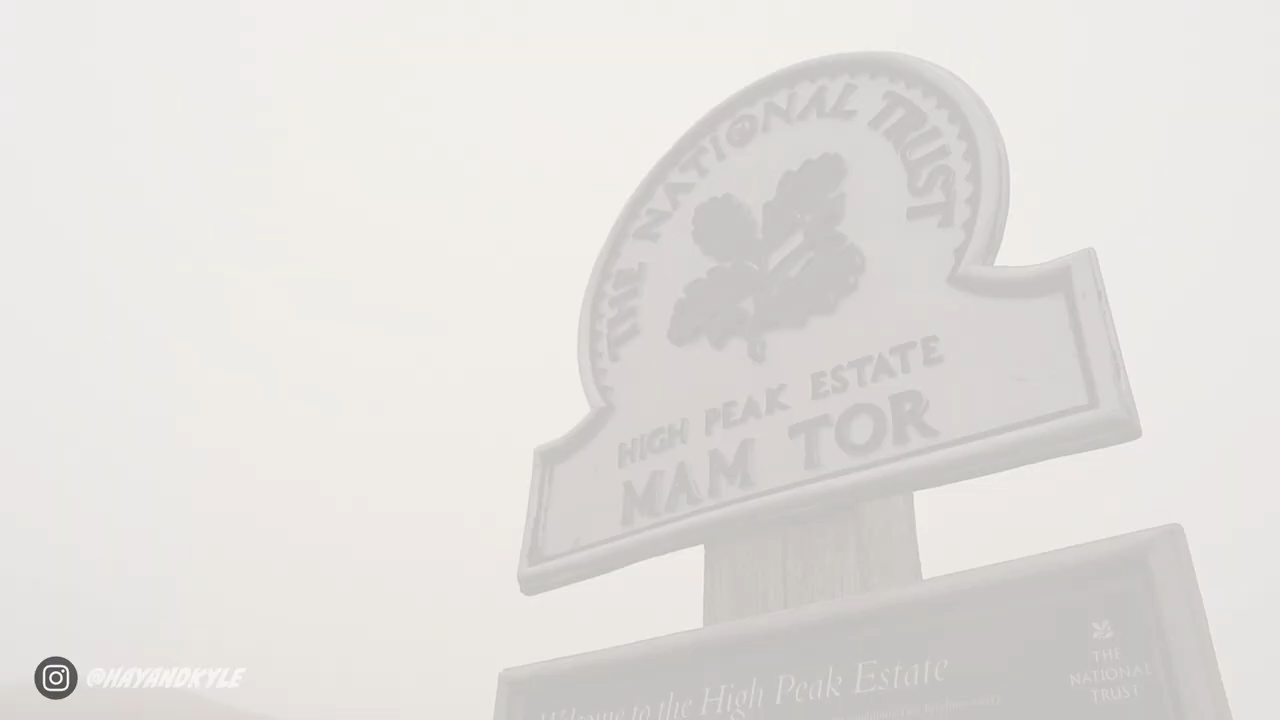 THE NATIONAL TRUST
HIGH PEAK ESTATE
MAM TOR
Welcome to the High Peak Estate
THE
NATIONAL
TRUST
@HAYANDKYLE